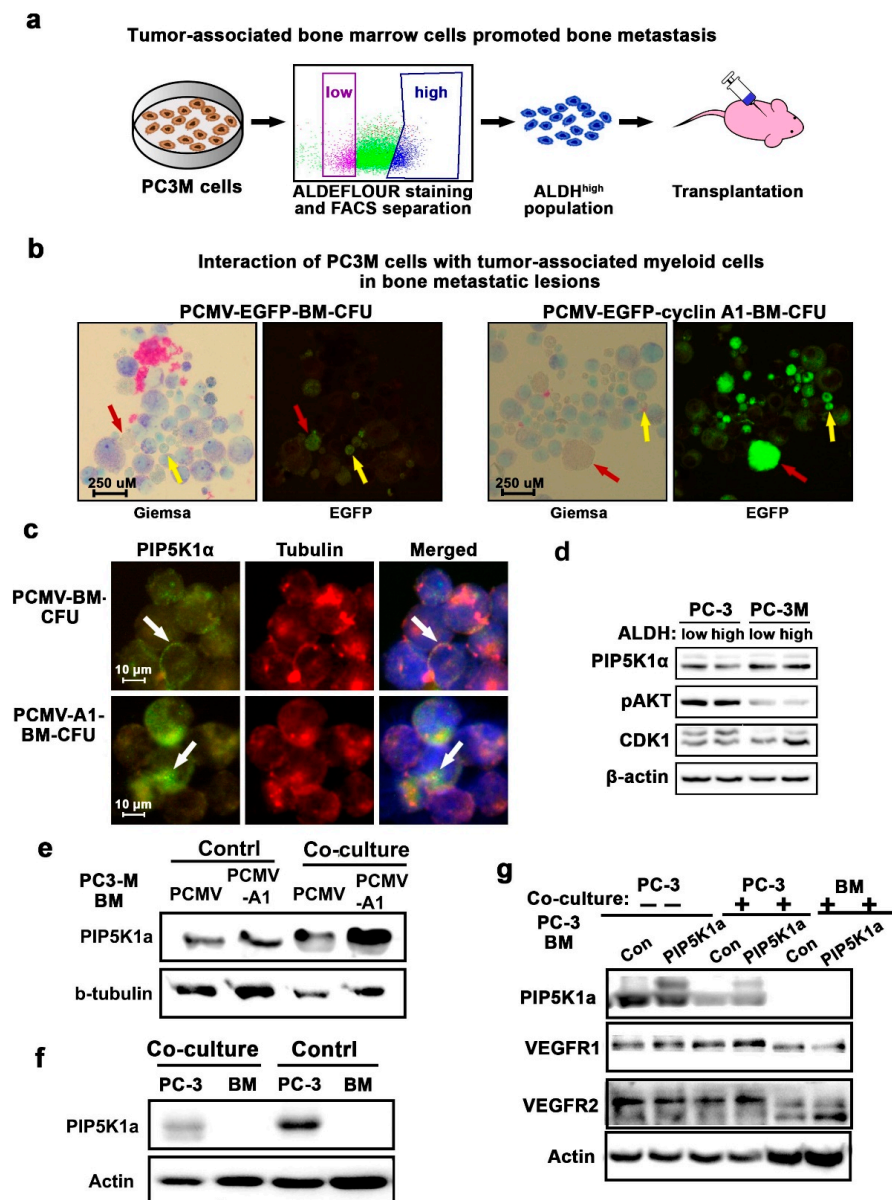 a
Tumor-associated bone marrow cells promoted bone metastasis
low
high
PC3M cells
ALDEFLOUR staining
and FACS separation
ALDHhigh
population
Transplantation
b
Interaction of PC3M cells with tumor-associated myeloid cells
in bone metastatic lesions
PCMV-EGFP-BM-CFU
PCMV-EGFP-cyclin A1-BM-CFU
250 uM
250 uM
Giemsa
EGFP
Giemsa
EGFP
c
PIP5K1α
Tubulin
Merged
PCMV-BM-
CFU
10 µm
PCMV-A1-
BM-CFU
10 µm
d
PC-3 PC-3M
ALDH: low high low high
PIP5K1α
pAKT
CDK1
β-actin
e
Contrl Co-culture
PC3-M
BM
PCMV
PCMV
-A1
PCMV
PCMV
-A1
PIP5K1a
b-tubulin
f
Co-culture Contrl
PC-3 BM PC-3 BM
PIP5K1a
Actin
g
PC-3 PC-3 BM
Co-culture: − − + + + +
PC-3
BM
Con PIP5K1a Con PIP5K1a Con PIP5K1a
PIP5K1a
VEGFR1
VEGFR2
Actin